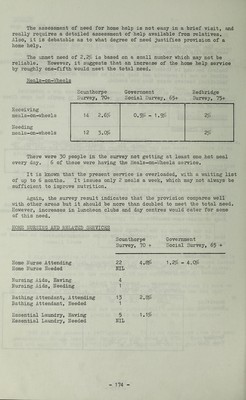 The assessment of need for home help is not easy in a brief visit, and
really requires a detailed assessment of help available from relatives.
Also, it is debatable as to what degree of need justifies provision of a
home help.
The unmet need of 2.2% is based on a small number which may not be
reliable. However, it suggests that an increase of the home help service
by roughly one-fifth would meet the total need.
Meals-on-Wheels
Scunthorpe Survey, 70+
Government Social Survey, 65+
Redbridge Survey, 75+
Receiving meals-on-wheels 14 2.6% 0.9% - 1.9% 2%
Needing meals-on-wheels 12 3.0% 2%
There were 32 people in the survey not getting at least one hot meal
every day. 8 of these were having the Meals-on-Wheels service.
It is known that the present service is overloaded, with a waiting list
of up to 6 months. It issues only 2 meals a week, which may not always be
sufficient to improve nutrition.
Again, the survey result indicates that the provision compares well
with other areas but it should be more than doubled to meet the total need.
However, increases in luncheon clubs and day centres would cater for some
of this need.
HOME NURSING AND RELATED SERVICES
Scunthorpe Survey, 70 +
Government Social Survey, 65 +
Home Nurse Attending 22 4.2% 1.2% - 4.0%
Home Nurse Needed NIL
Nursing Aids, Having 4
Nursing Aids, Needing 1
Bathing Attendant, Attending 13 2.5%
Bathing Attendant, Needed 1
Essential Laundry, Having 5 1.1%
Essential Laundry, Needed NIL
- 174 -